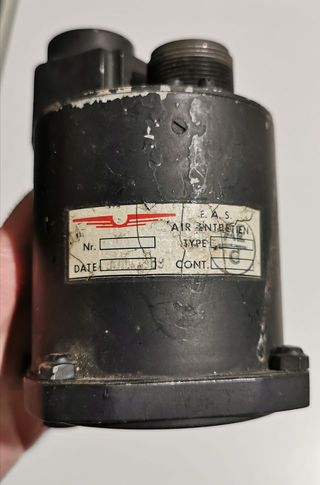 E. A. S.
AIR ENTRETIEN
Nr. TYPE
DATE CONT. C